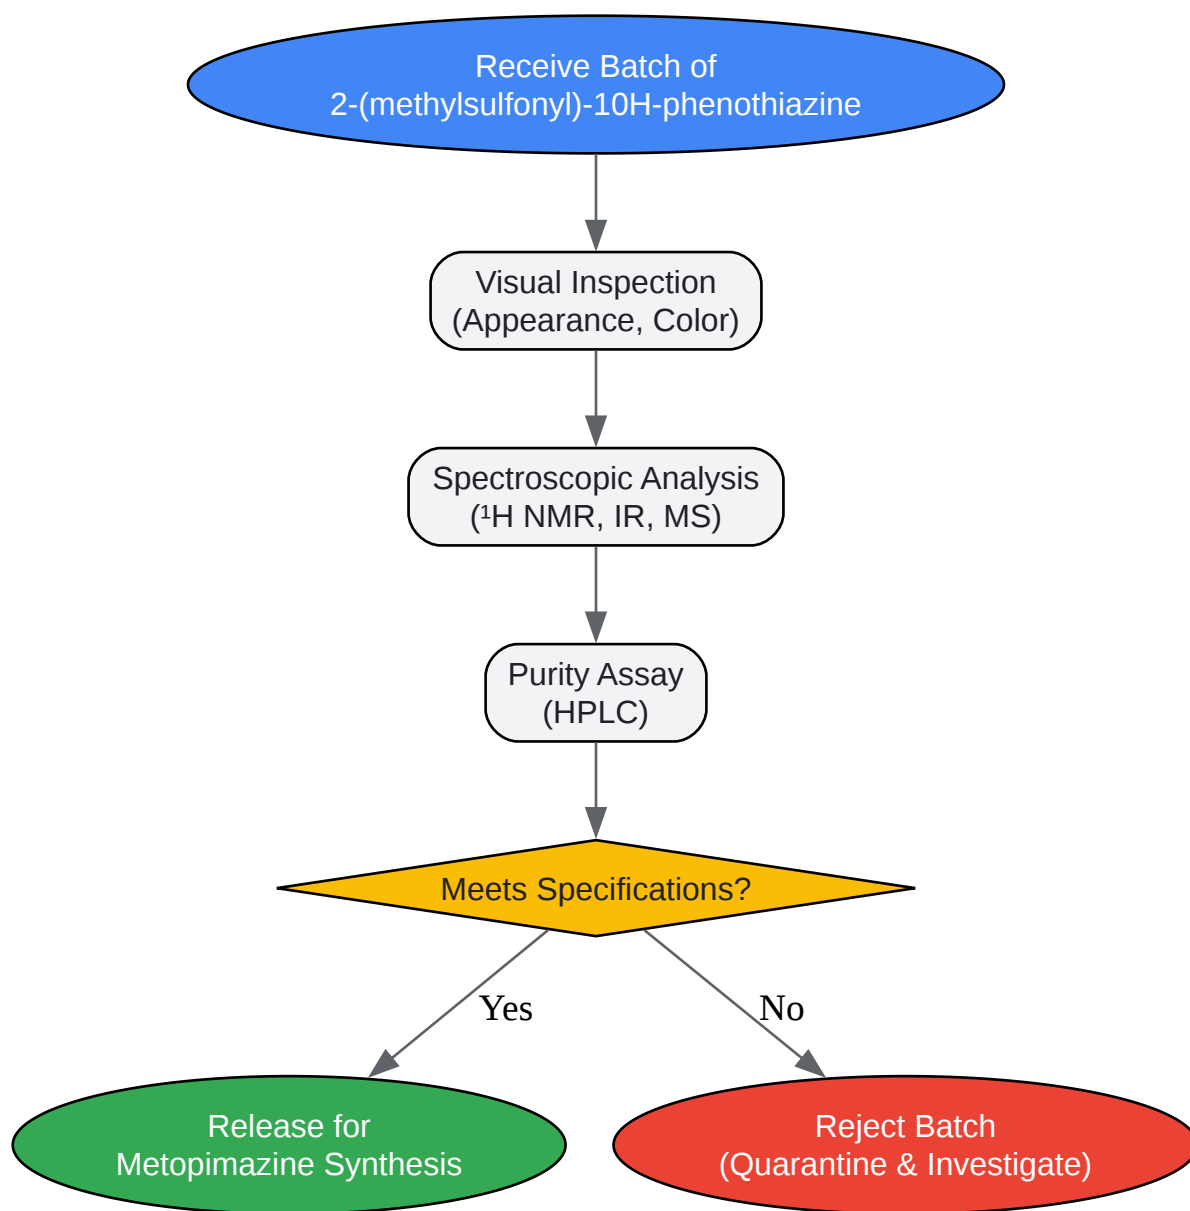 Receive Batch of
2-(methylsulfonyl)-10H-phenothiazine
Visual Inspection
(Appearance, Color)
Spectroscopic Analysis
(¹H NMR, IR, MS)
Purity Assay
(HPLC)
Meets Specifications?
Yes
No
Release for
Metopimazine Synthesis
Reject Batch
(Quarantine & Investigate)